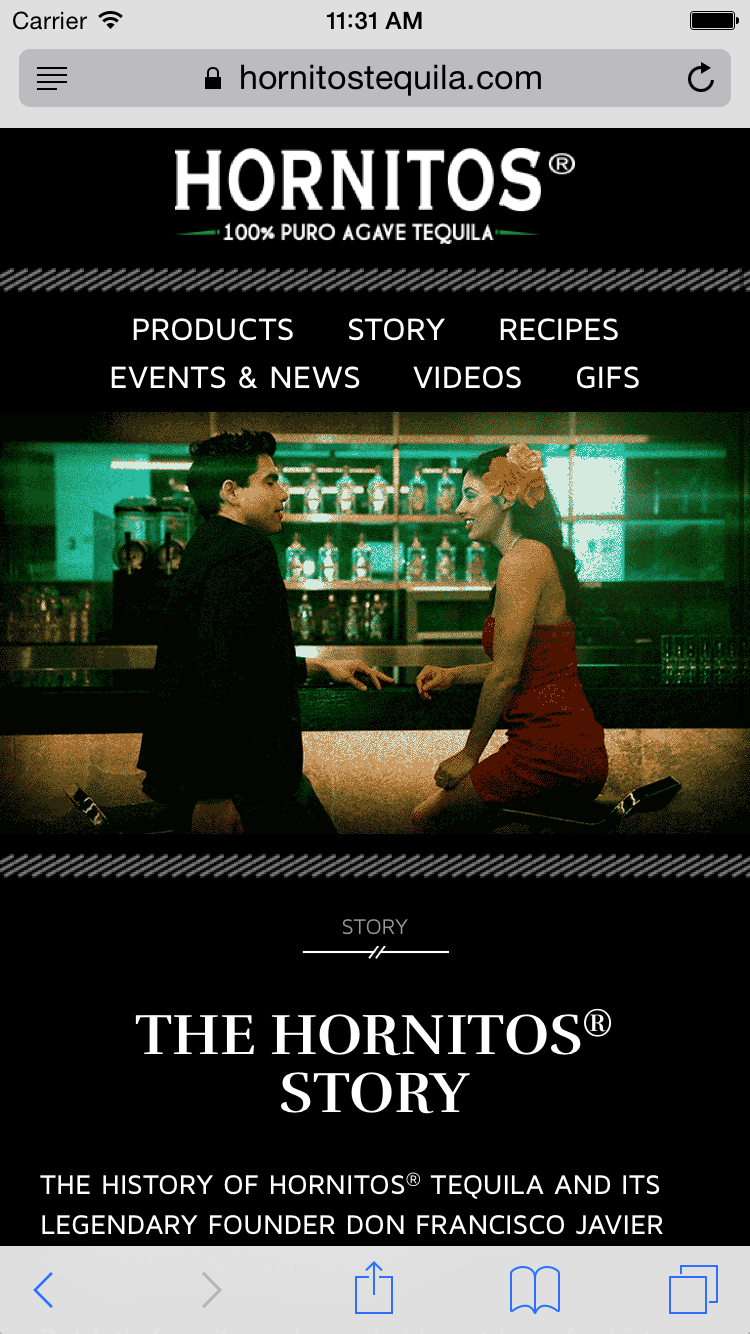 Carrier 11:31 AM
hornitostequila.com
HORNITOS®
100% PURO AGAVE TEQUILA
PRODUCTS STORY RECIPES
EVENTS & NEWS VIDEOS GIFS
STORY
THE HORNITOS®
STORY
THE HISTORY OF HORNITOS® TEQUILA AND ITS
LEGENDARY FOUNDER DON FRANCISCO JAVIER